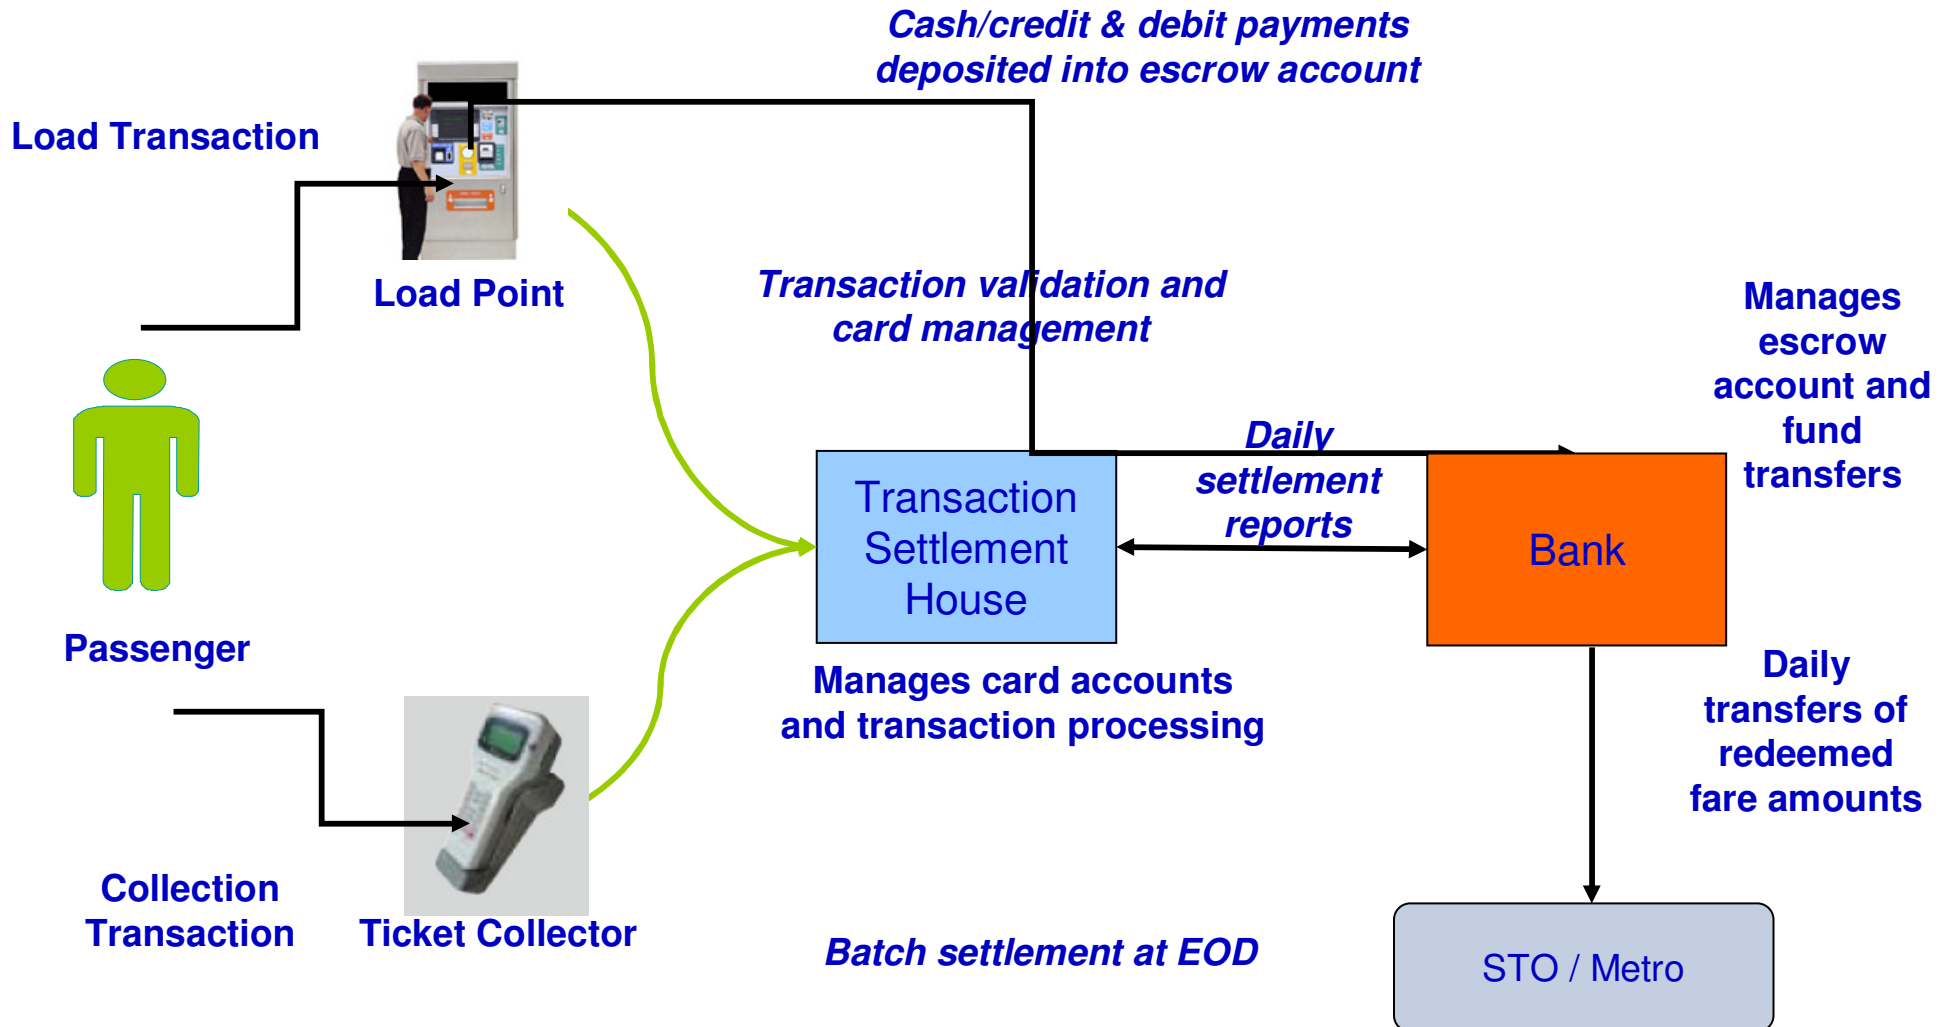 Cash/credit & debit payments
deposited into escrow account
Load Transaction
Load Point
Transaction validation and
card management
Manages
escrow
account and
fund
transfers
Daily
settlement
reports
Transaction
Settlement
House
Bank
Passenger
Manages card accounts
and transaction processing
Daily
transfers of
redeemed
fare amounts
Collection
Transaction
Ticket Collector
Batch settlement at EOD
STO / Metro